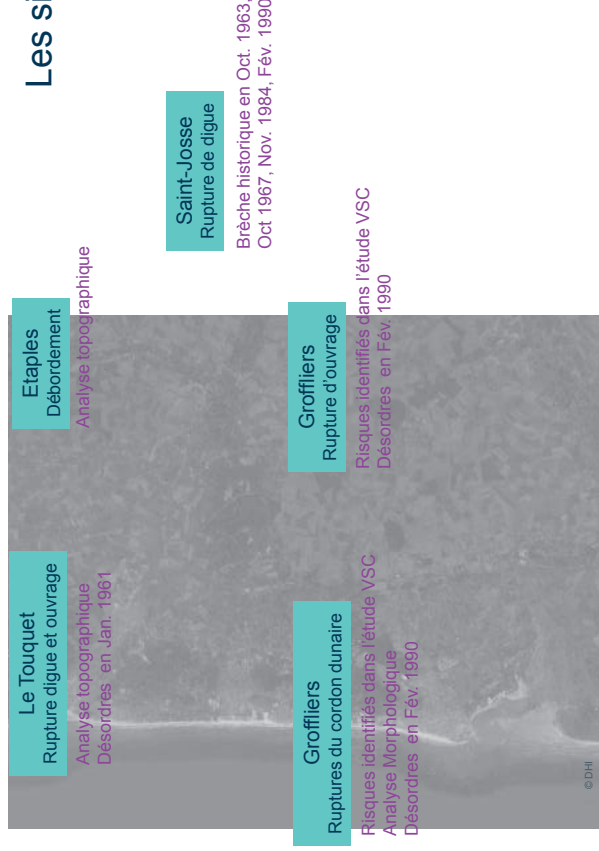 Les si
Le Touquet
Rupture digue et ouvrage
Analyse topographique
Désordres en Jan. 1961
Etaples
Débordement
Analyse topographique
Saint-Josse
Rupture de digue
Brèche historique en Oct. 1963,
Oct 1967, Nov. 1984, Fév. 1990
Groffliers
Ruptures du cordon dunaire
Risques identifiés dans l'étude VSC
Analyse Morphologique
Désordres en Fév. 1990
Groffliers
Rupture d'ouvrage
Risques identifiés dans l'étude VSC
Désordres en Fév. 1990
© DHI